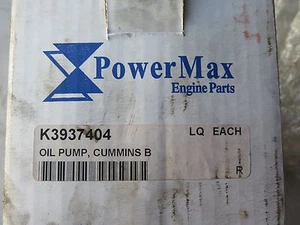 PowerMax
Engine Parts
K3937404 LQ EACH
OIL PUMP, CUMMINS B
R